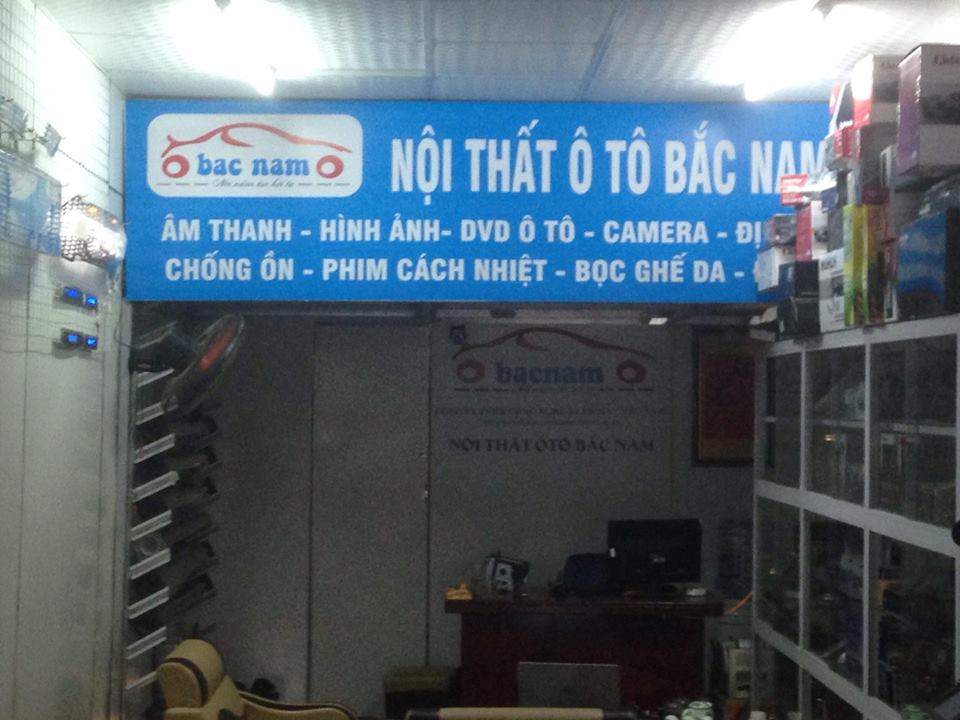 bac nam
NỘI THẤT Ô TÔ BẮC NAM
ÂM THANH - HÌNH ẢNH- DVD Ô TÔ - CAMERA - ĐỊ
CHỐNG ỒN - PHIM CÁCH NHIỆT - BỌC GHẾ DA -
bacnam
NỘI THẤT ÔTÔ BẮC NAM